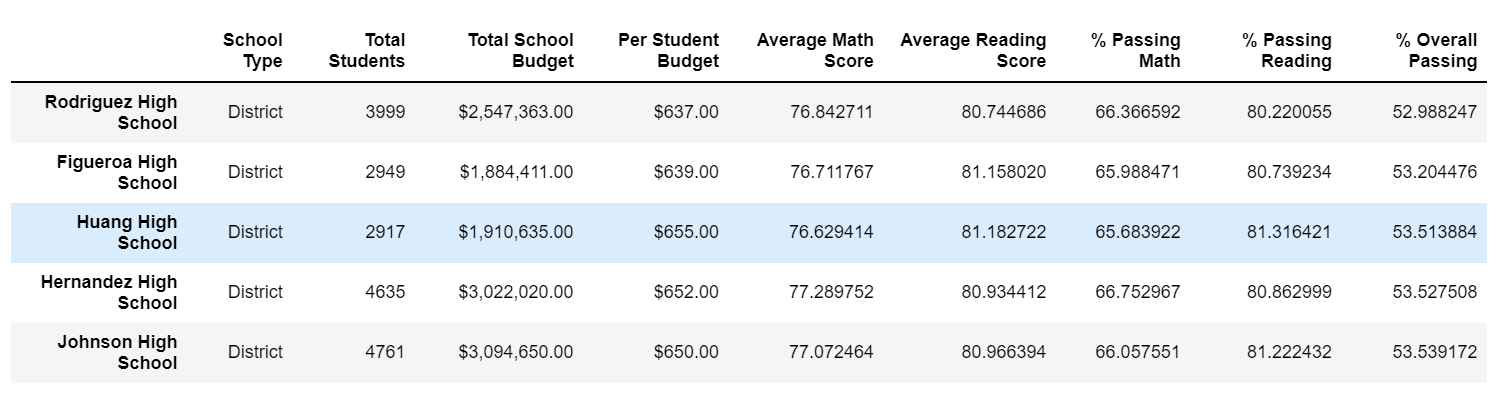 School Type Total Students Total School Budget Per Student Budget Average Math Score Average Reading Score % Passing Math % Passing Reading % Overall Passing
Rodriguez High School District 3999 $2,547,363.00 $637.00 76.842711 80.744686 66.366592 80.220055 52.988247
Figueroa High School District 2949 $1,884,411.00 $639.00 76.711767 81.158020 65.988471 80.739234 53.204476
Huang High School District 2917 $1,910,635.00 $655.00 76.629414 81.182722 65.683922 81.316421 53.513884
Hernandez High School District 4635 $3,022,020.00 $652.00 77.289752 80.934412 66.752967 80.862999 53.527508
Johnson High School District 4761 $3,094,650.00 $650.00 77.072464 80.966394 66.057551 81.222432 53.539172